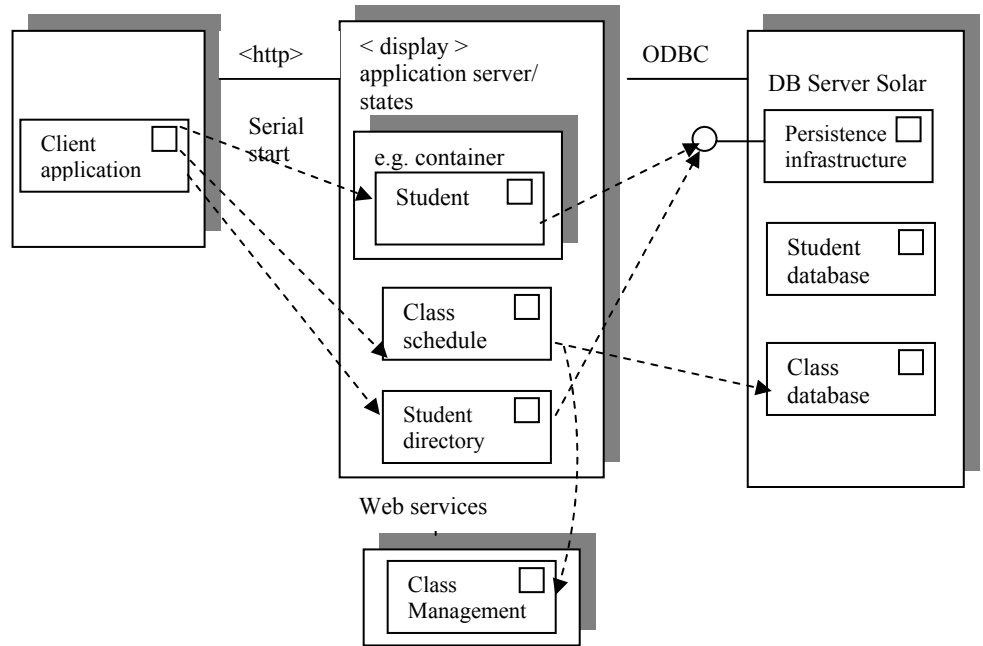 <http>
Serial
start
Client
application
< display >
application server/
states
e.g. container
Student
Class
schedule
Student
directory
Web services
Class
Management
ODBC
DB Server Solar
Persistence
infrastructure
Student
database
Class
database